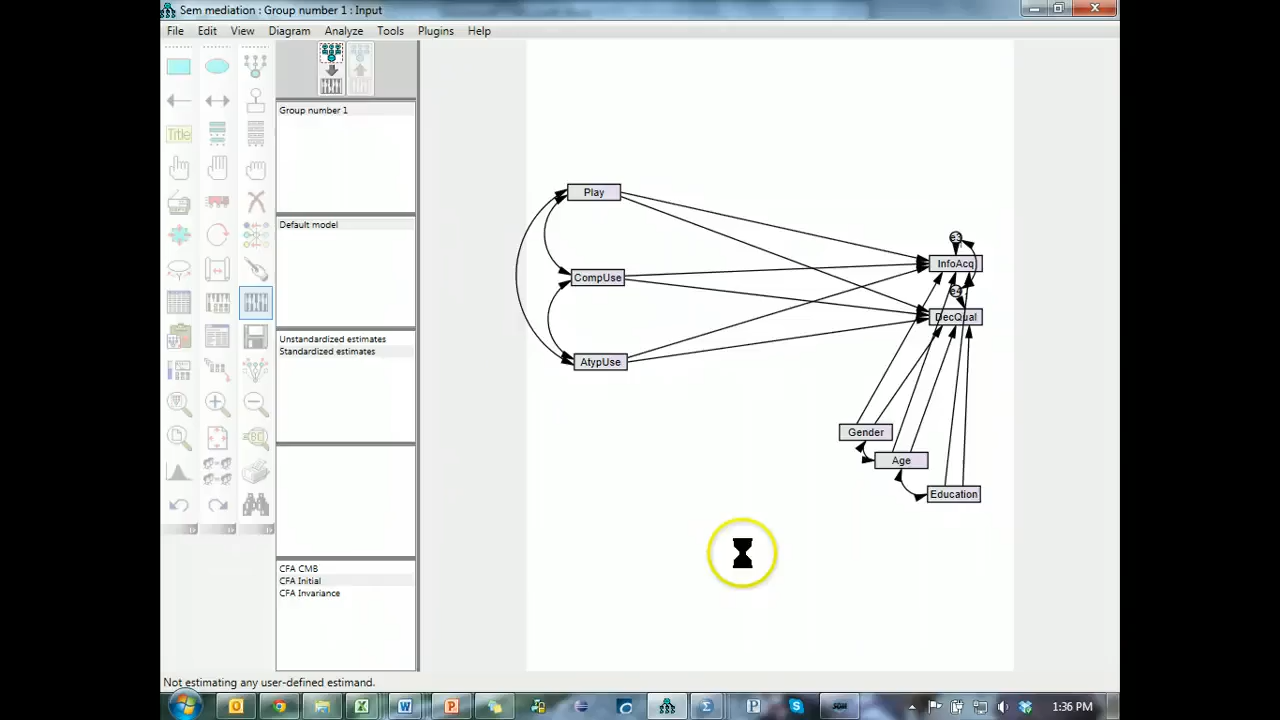 Sem mediation : Group number 1 : Input
File Edit View Diagram Analyze Tools Plugins Help
Title
Group number 1
Default model
Unstandardized estimates
Standardized estimates
CFA CMB
CFA Initial
CFA Invariance
Play
CompUse
AtypUse
InfoAcq
DecQual
Gender
Age
Education
Not estimating any user-defined estimand.
1:36 PM